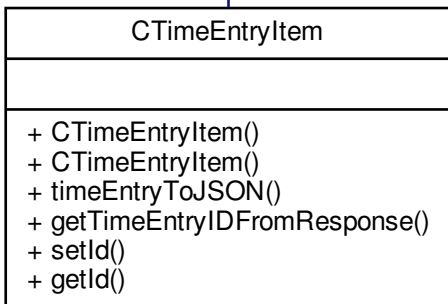 CTimeEntryItem
+ CTimeEntryItem()
+ CTimeEntryItem()
+ timeEntryToJSON()
+ getTimeEntryIDFromResponse()
+ setId()
+ getId()